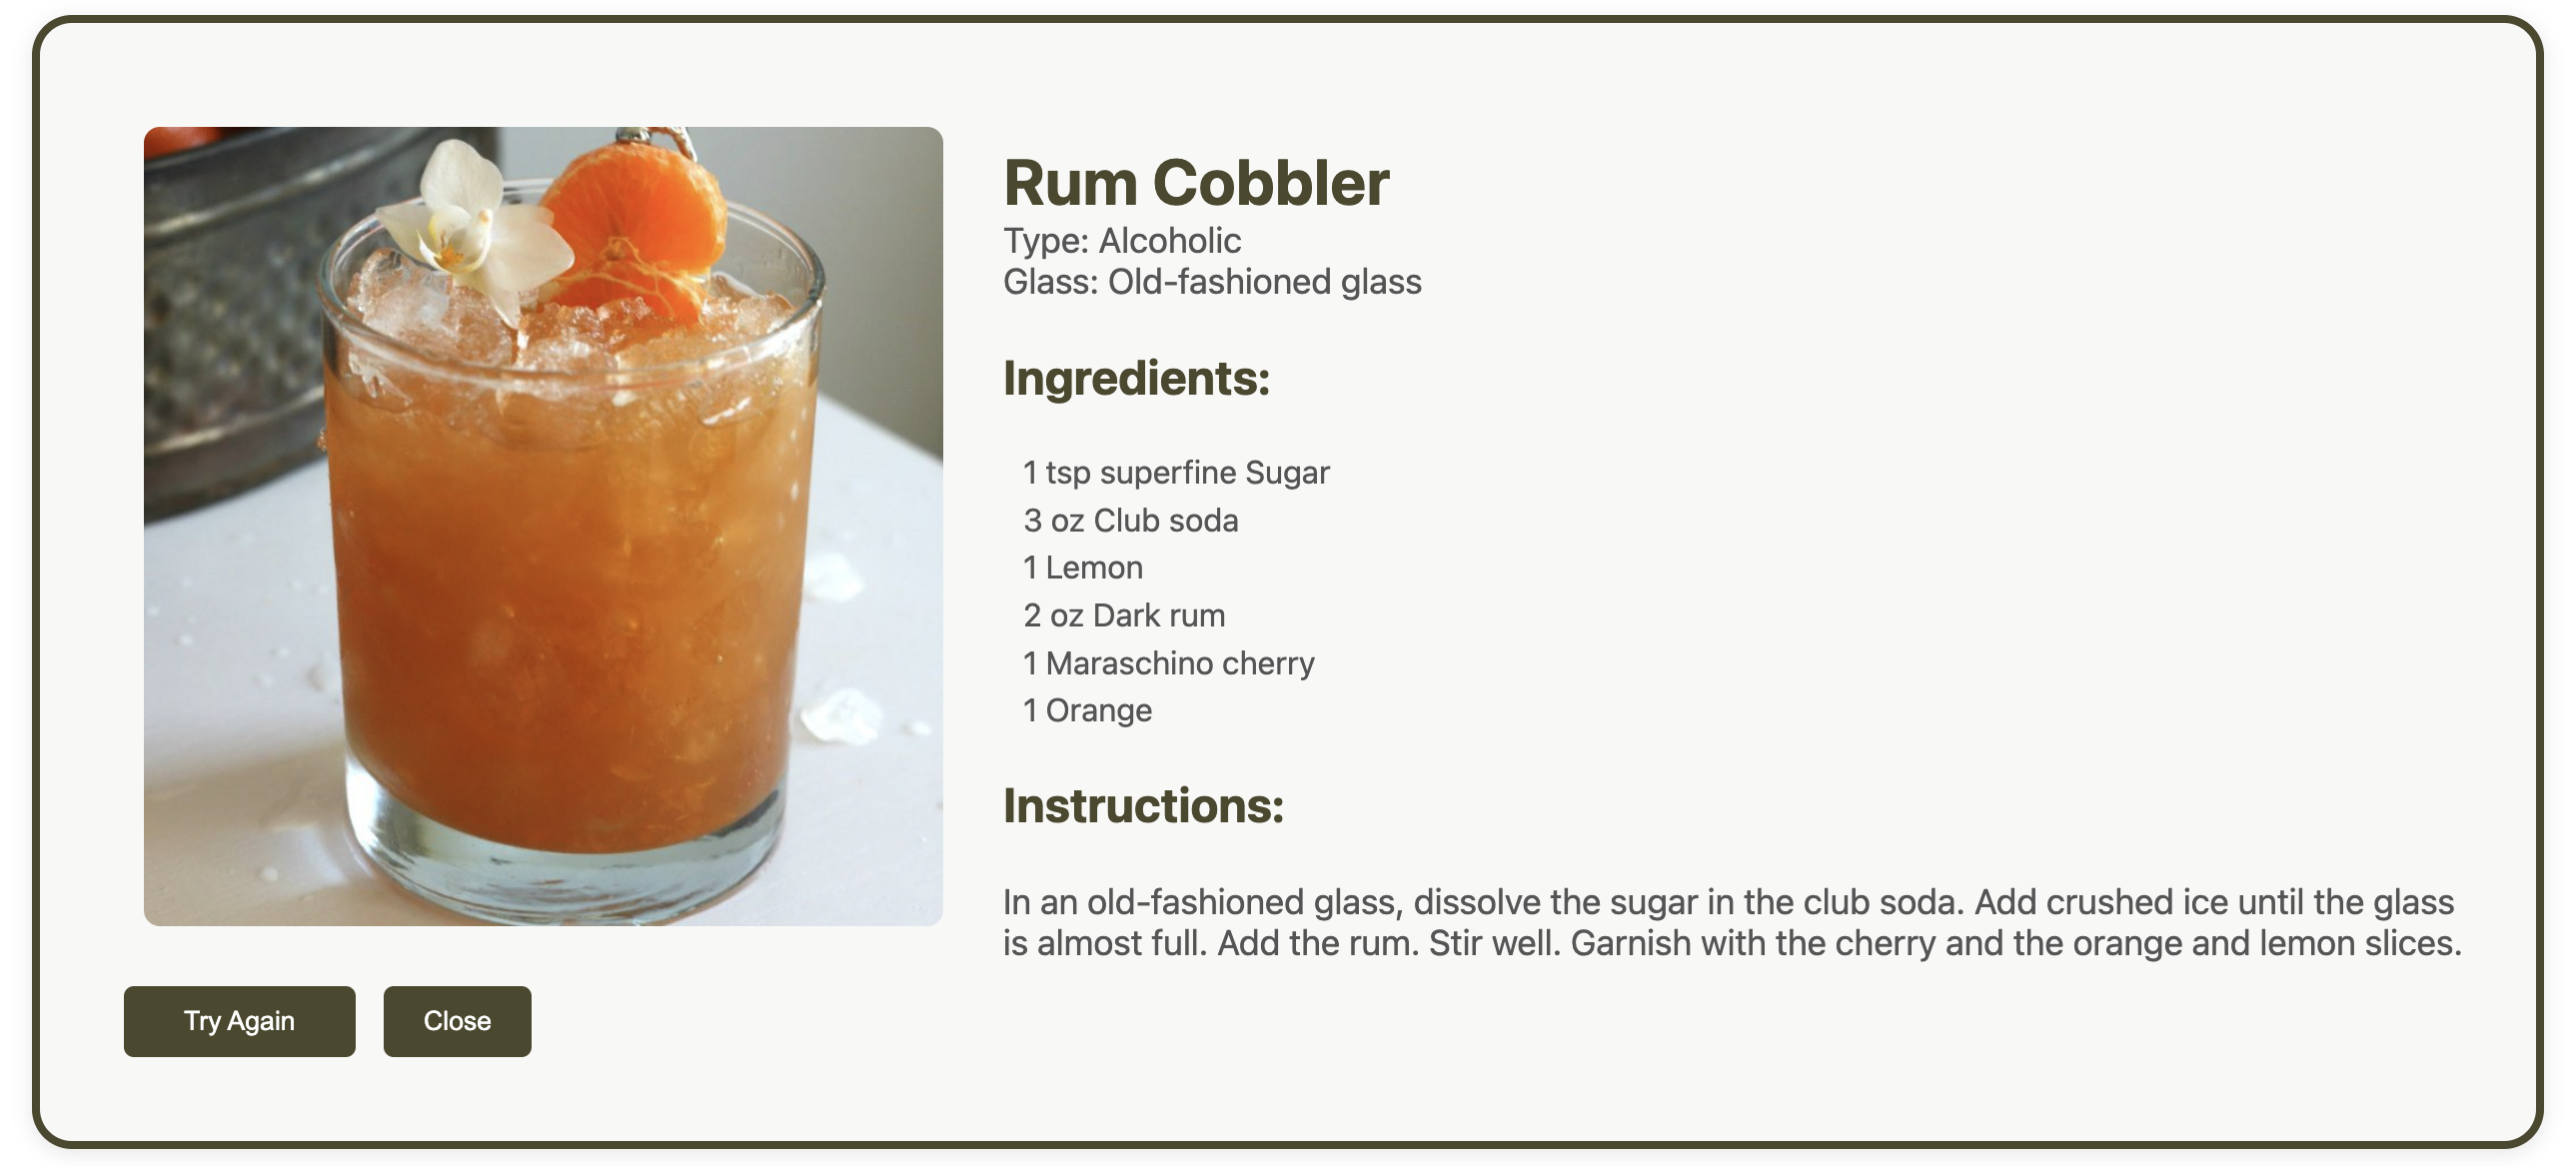 Rum Cobbler
Type: Alcoholic
Glass: Old-fashioned glass
Ingredients:
1 tsp superfine Sugar
3 oz Club soda
1 Lemon
2 oz Dark rum
1 Maraschino cherry
1 Orange
Instructions:
In an old-fashioned glass, dissolve the sugar in the club soda. Add crushed ice until the glass
is almost full. Add the rum. Stir well. Garnish with the cherry and the orange and lemon slices.
Try Again
Close